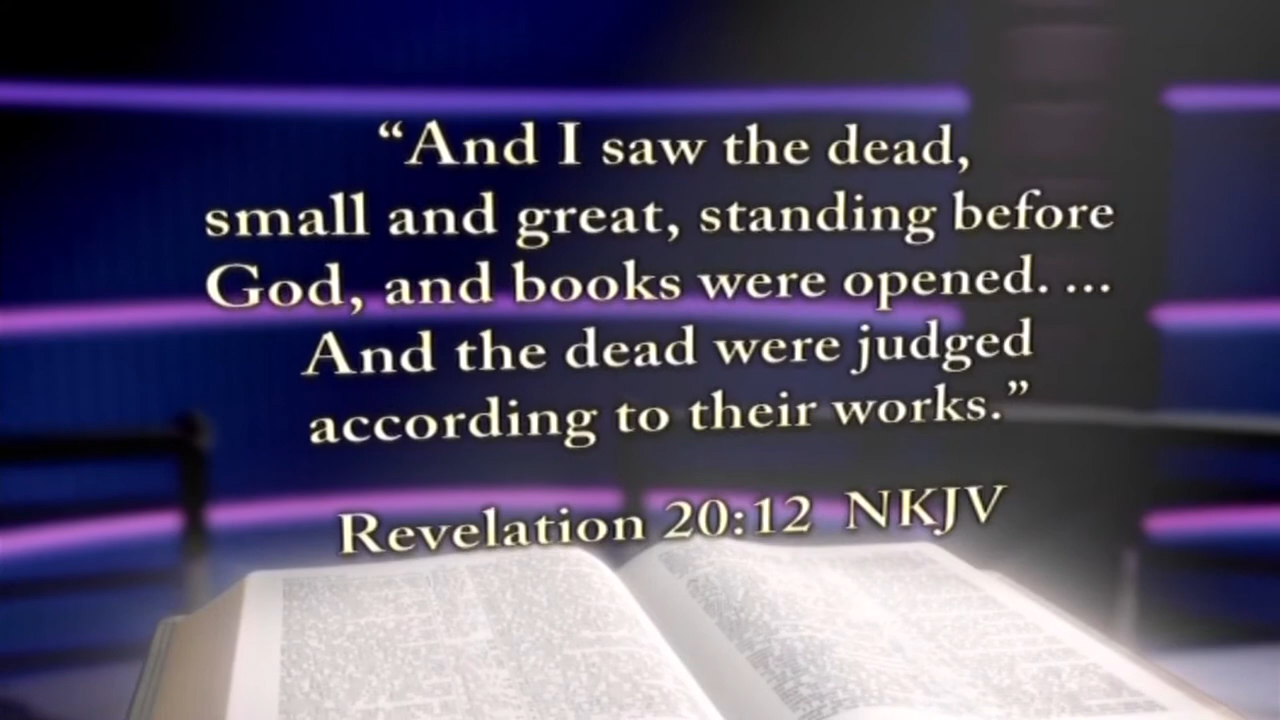 “And I saw the dead,
small and great, standing before
God, and books were opened. ...
And the dead were judged
according to their works.”
Revelation 20:12 NKJV